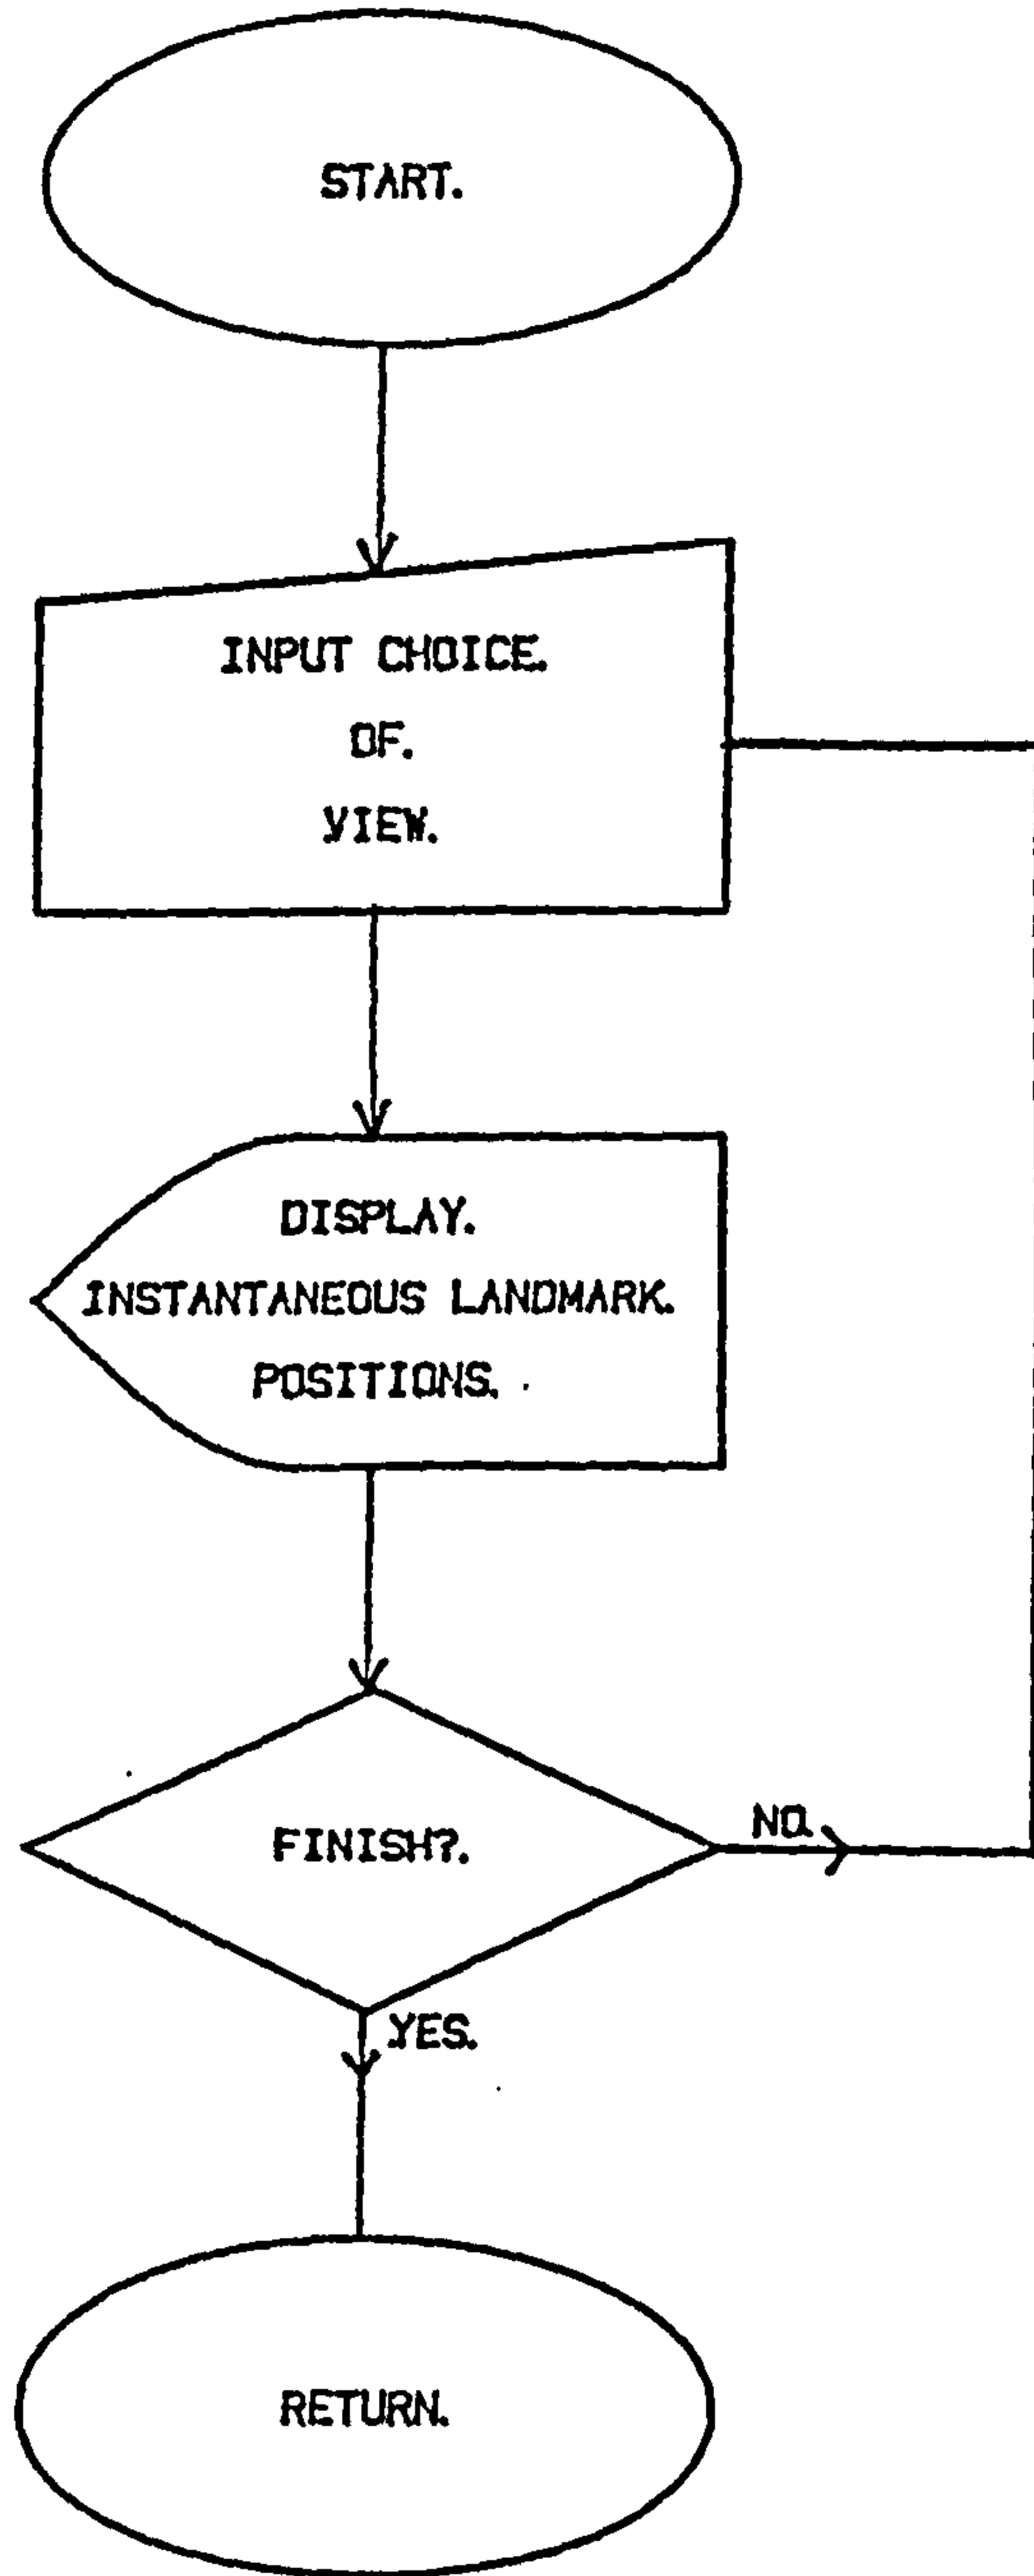 START.
INPUT CHOICE.
OF.
VIEW.
DISPLAY.
INSTANTANEOUS LANDMARK.
POSITIONS.
FINISH?.
NO.
YES.
RETURN.